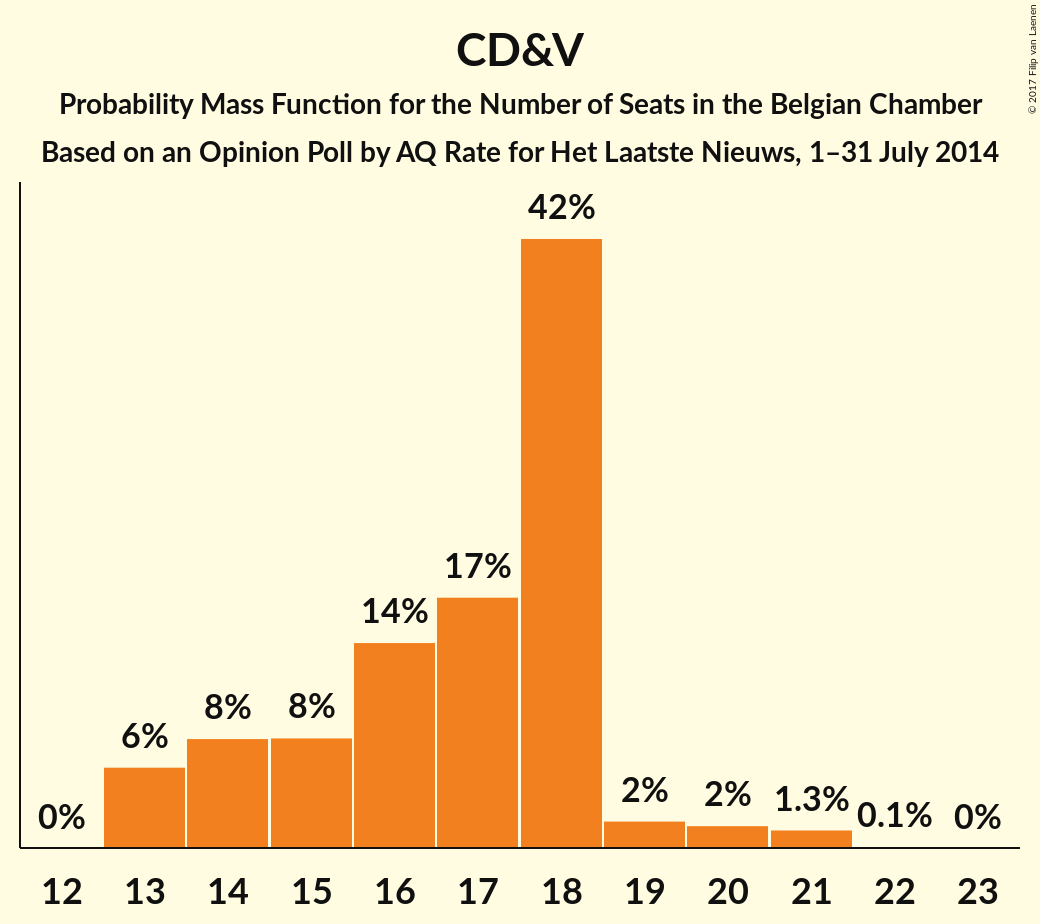 CD&V
Probability Mass Function for the Number of Seats in the Belgian Chamber
Based on an Opinion Poll by AQ Rate for Het Laatste Nieuws, 1–31 July 2014
© 2017 Filip van Laenen
0% 6% 8% 8% 14% 17% 42% 2% 2% 1.3% 0.1% 0%
12 13 14 15 16 17 18 19 20 21 22 23